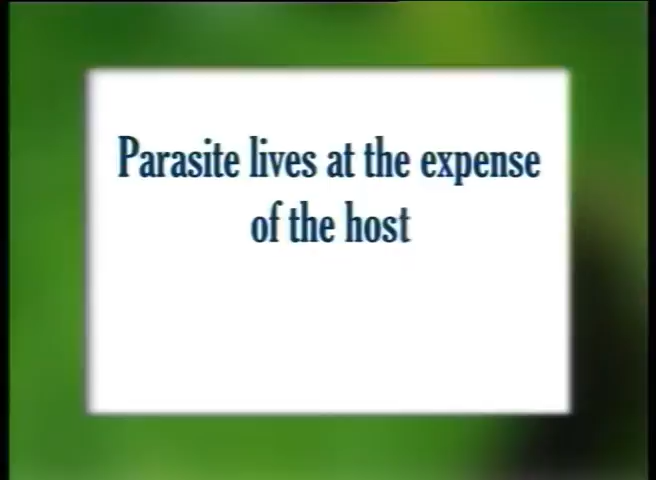 Parasite lives at the expense
of the host